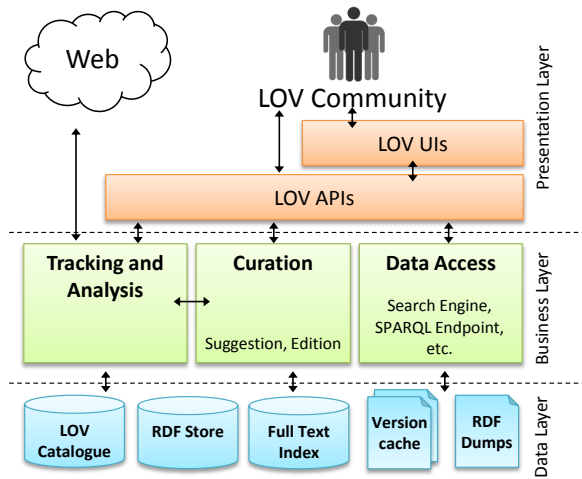 Web
LOV Community
LOV UIs
LOV APIs
Presentation Layer
Tracking and
Analysis
Curation
Suggestion, Edition
Data Access
Search Engine,
SPARQL Endpoint,
etc.
Business Layer
LOV
Catalogue
RDF Store
Full Text
Index
Version
cache
RDF
Dumps
Data Layer